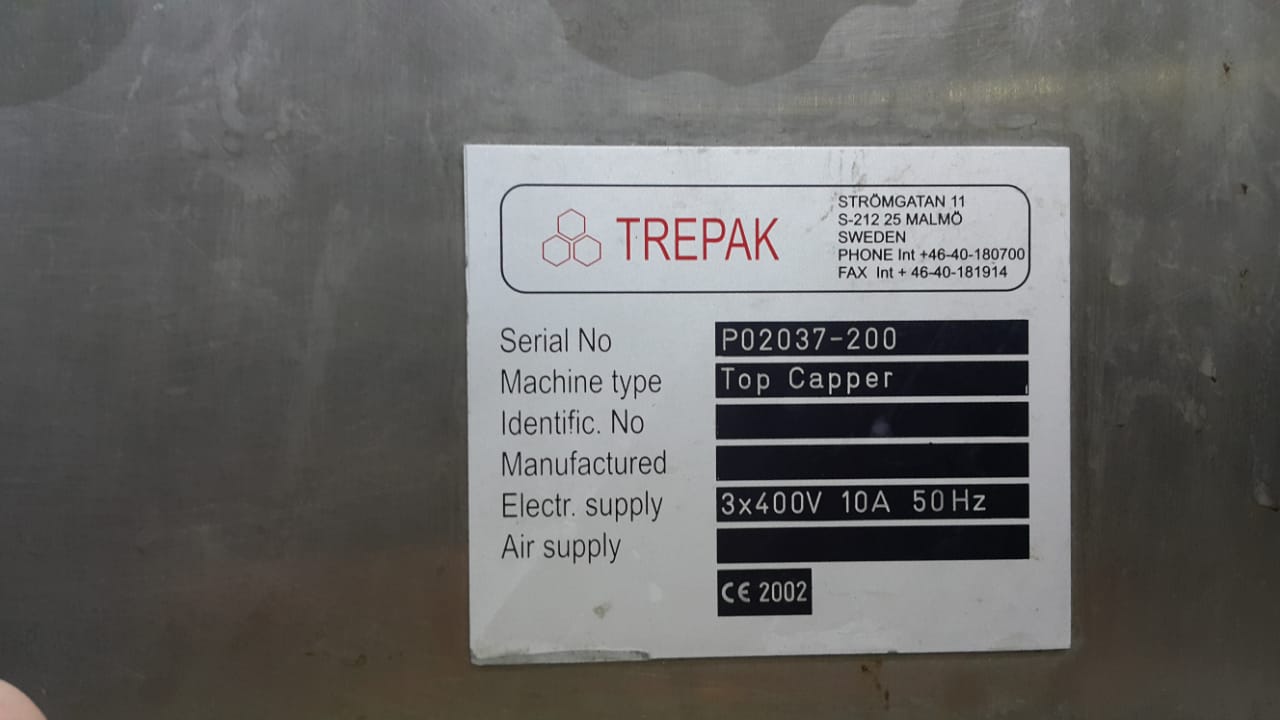 TREPAK
STRÖMGATAN 11
S-212 25 MALMÖ
SWEDEN
PHONE Int +46-40-180700
FAX Int + 46-40-181914
Serial No P02037-200
Machine type Top Capper
Identific. No
Manufactured
Electr. supply 3x400V 10A 50Hz
Air supply
CE 2002